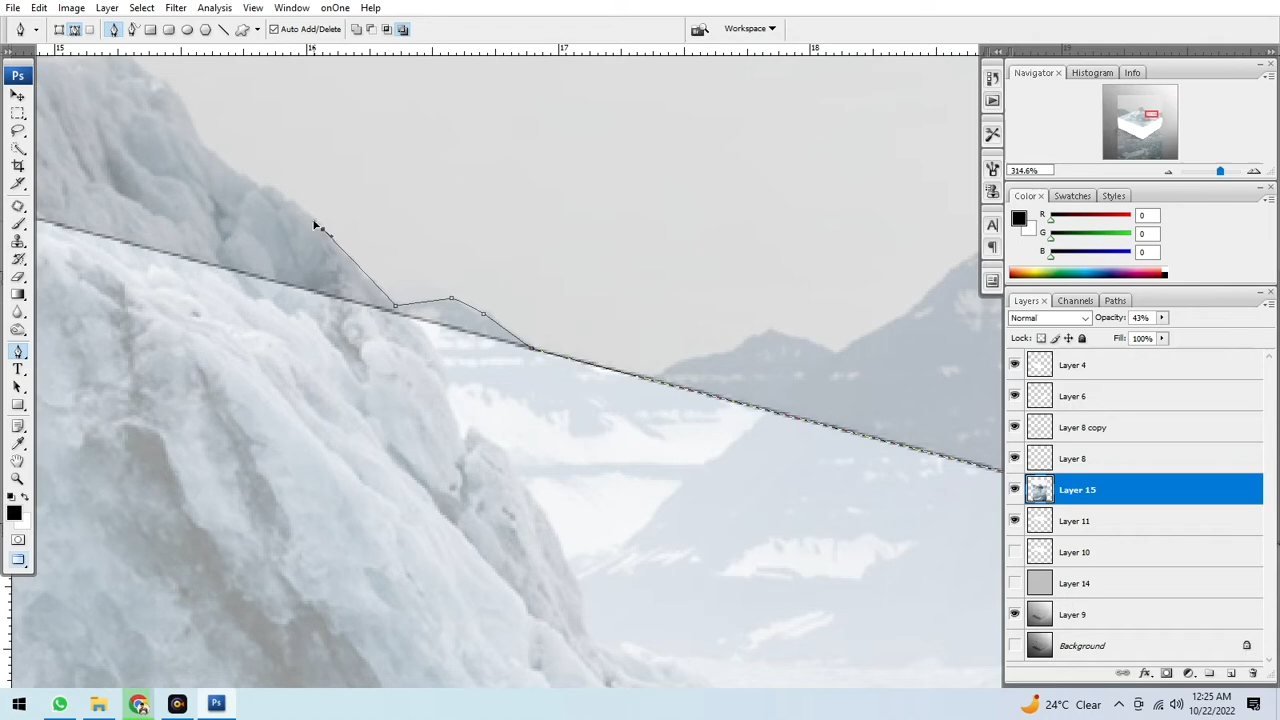 File Edit Image Layer Select Filter Analysis View Window onOne Help
Auto Add/Delete Workspace
15 16 17 18 19
Ps
Navigator Histogram Info
314.6%
Color Swatches Styles
R 0
G 0
B 0
Layers Channels Paths
Normal Opacity: 43%
Lock: Fill: 100%
Layer 4
Layer 6
Layer 8 copy
Layer 8
Layer 15
Layer 11
Layer 10
Layer 14
Layer 9
Background
24°C Clear 12:25 AM
10/22/2022